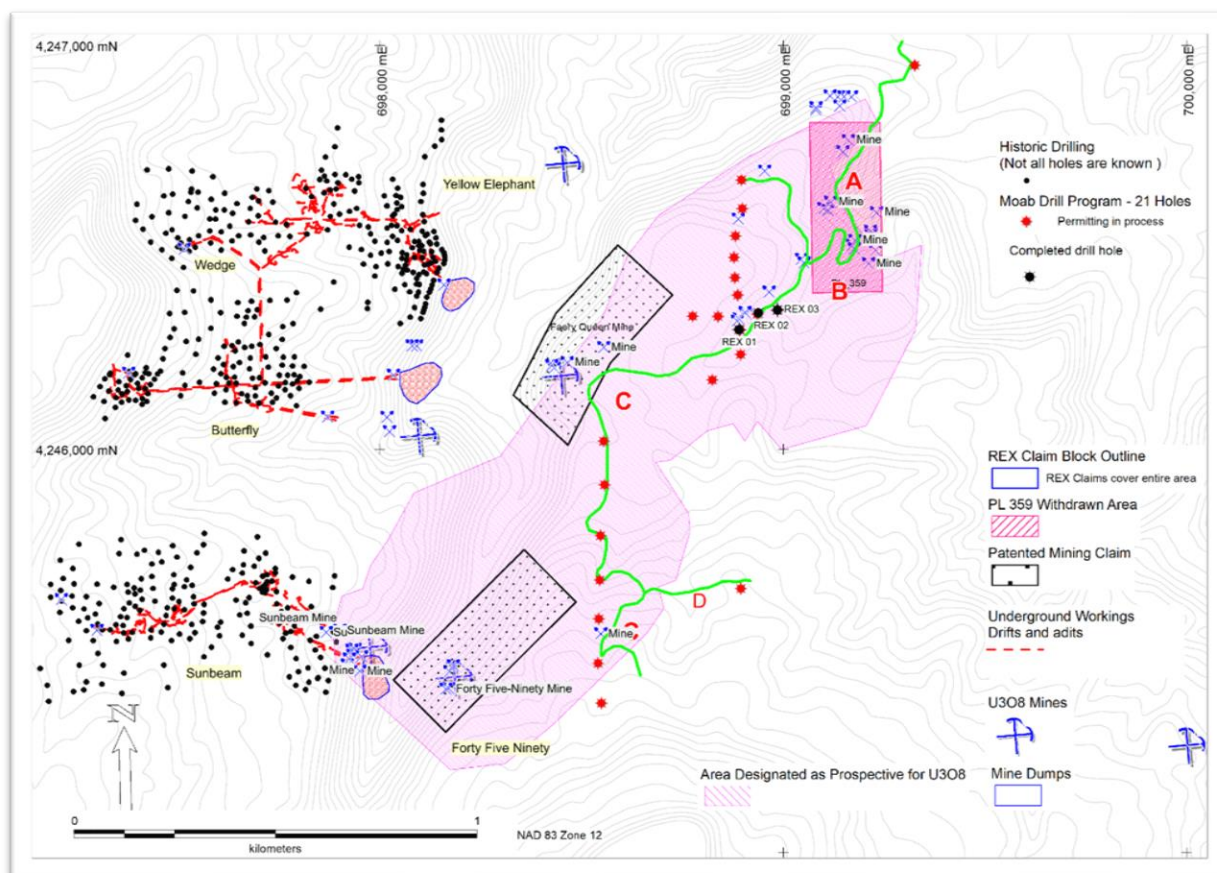 4,247,000 mN
698,000 mE
699,000 mE
700,000 mE
Mine
Historic Drilling
(Not all holes are known )
Yellow Elephant
A
Moab Drill Program - 21 Holes
Mine
Mine
Permitting in process
Mine
Completed drill hole
Wedge
Mine
B
359
REX 03
REX 02
REX 01
Mine
Mine
C
Butterfly
4,246,000 mN
REX Claim Block Outline
REX Claims cover entire area
PL 359 Withdrawn Area
Patented Mining Claim
D
Sunbeam Mine
Su
Sunbeam Mine
Mine
Underground Workings
Drifts and adits
Mine
Mine
Sunbeam
Forty Five-Ninety Mine
U3O8 Mines
N
Forty Five Ninety
Area Designated as Prospective for U3O8
Mine Dumps
0
1
NAD 83 Zone 12
kilometers